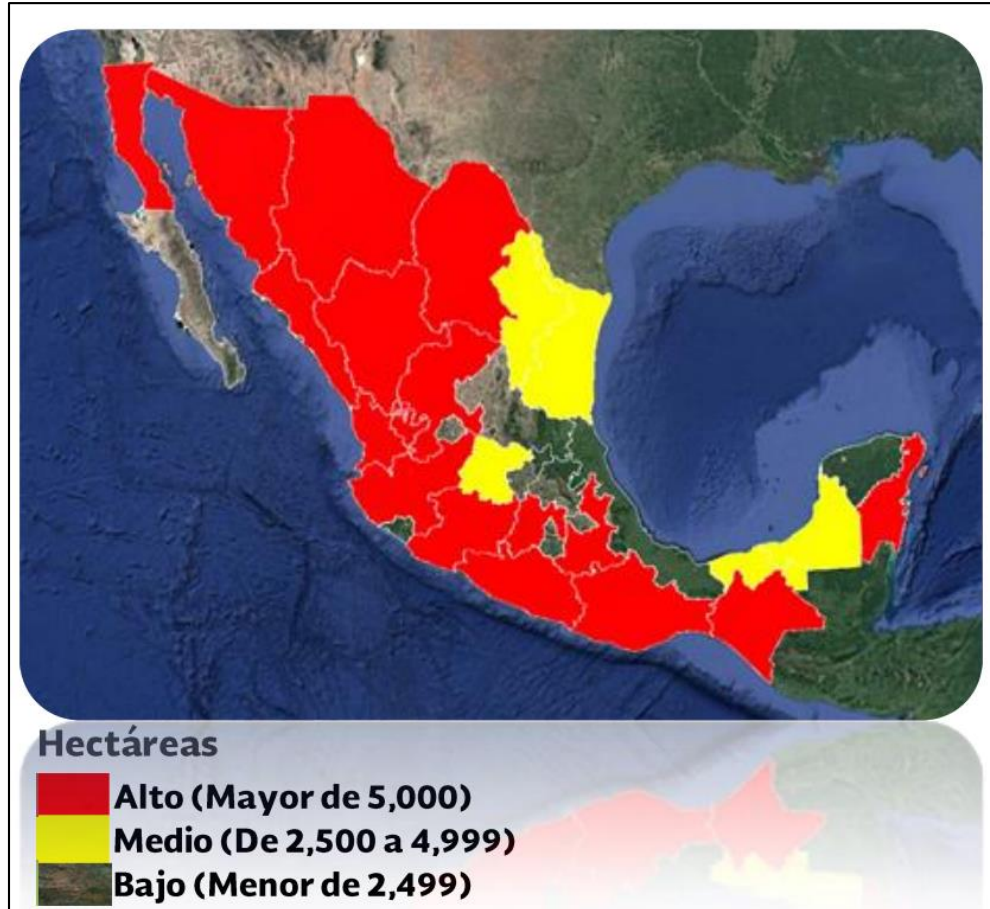 Hectáreas
Alto (Mayor de 5,000)
Medio (De 2,500 a 4,999)
Bajo (Menor de 2,499)